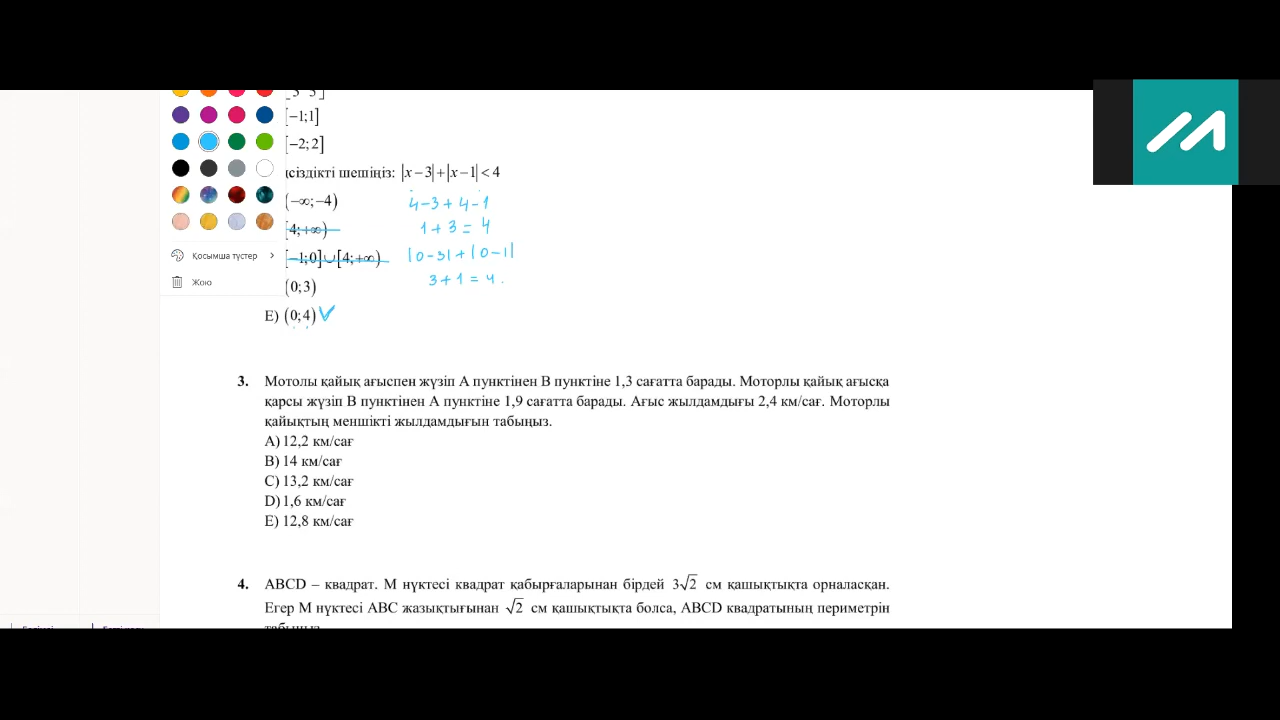 [−1;1]
[−2;2]
сіздікті шешіңіз: |x−3|+|x−1|<4
(−∞;−4)
4−3+4−1
[4;+∞)
1+3=4
[−1;0]∪[4;+∞)
|0−3|+|0−1|
Қосымша түстер
(0;3)
3+1=4.
Жою
E) (0;4)
3. Мотолы қайық ағыспен жүзіп А пунктінен В пунктіне 1,3 сағатта барады. Моторлы қайық ағысқа
қарсы жүзіп В пунктінен А пунктіне 1,9 сағатта барады. Ағыс жылдамдығы 2,4 км/сағ. Моторлы
қайықтың меншікті жылдамдығын табыңыз.
A) 12,2 км/сағ
B) 14 км/сағ
C) 13,2 км/сағ
D) 1,6 км/сағ
E) 12,8 км/сағ
4. ABCD – квадрат. М нүктесі квадрат қабырғаларынан бірдей 3√2 см қашықтықта орналасқан.
Егер М нүктесі АВС жазықтығынан √2 см қашықтықта болса, ABCD квадратының периметрін